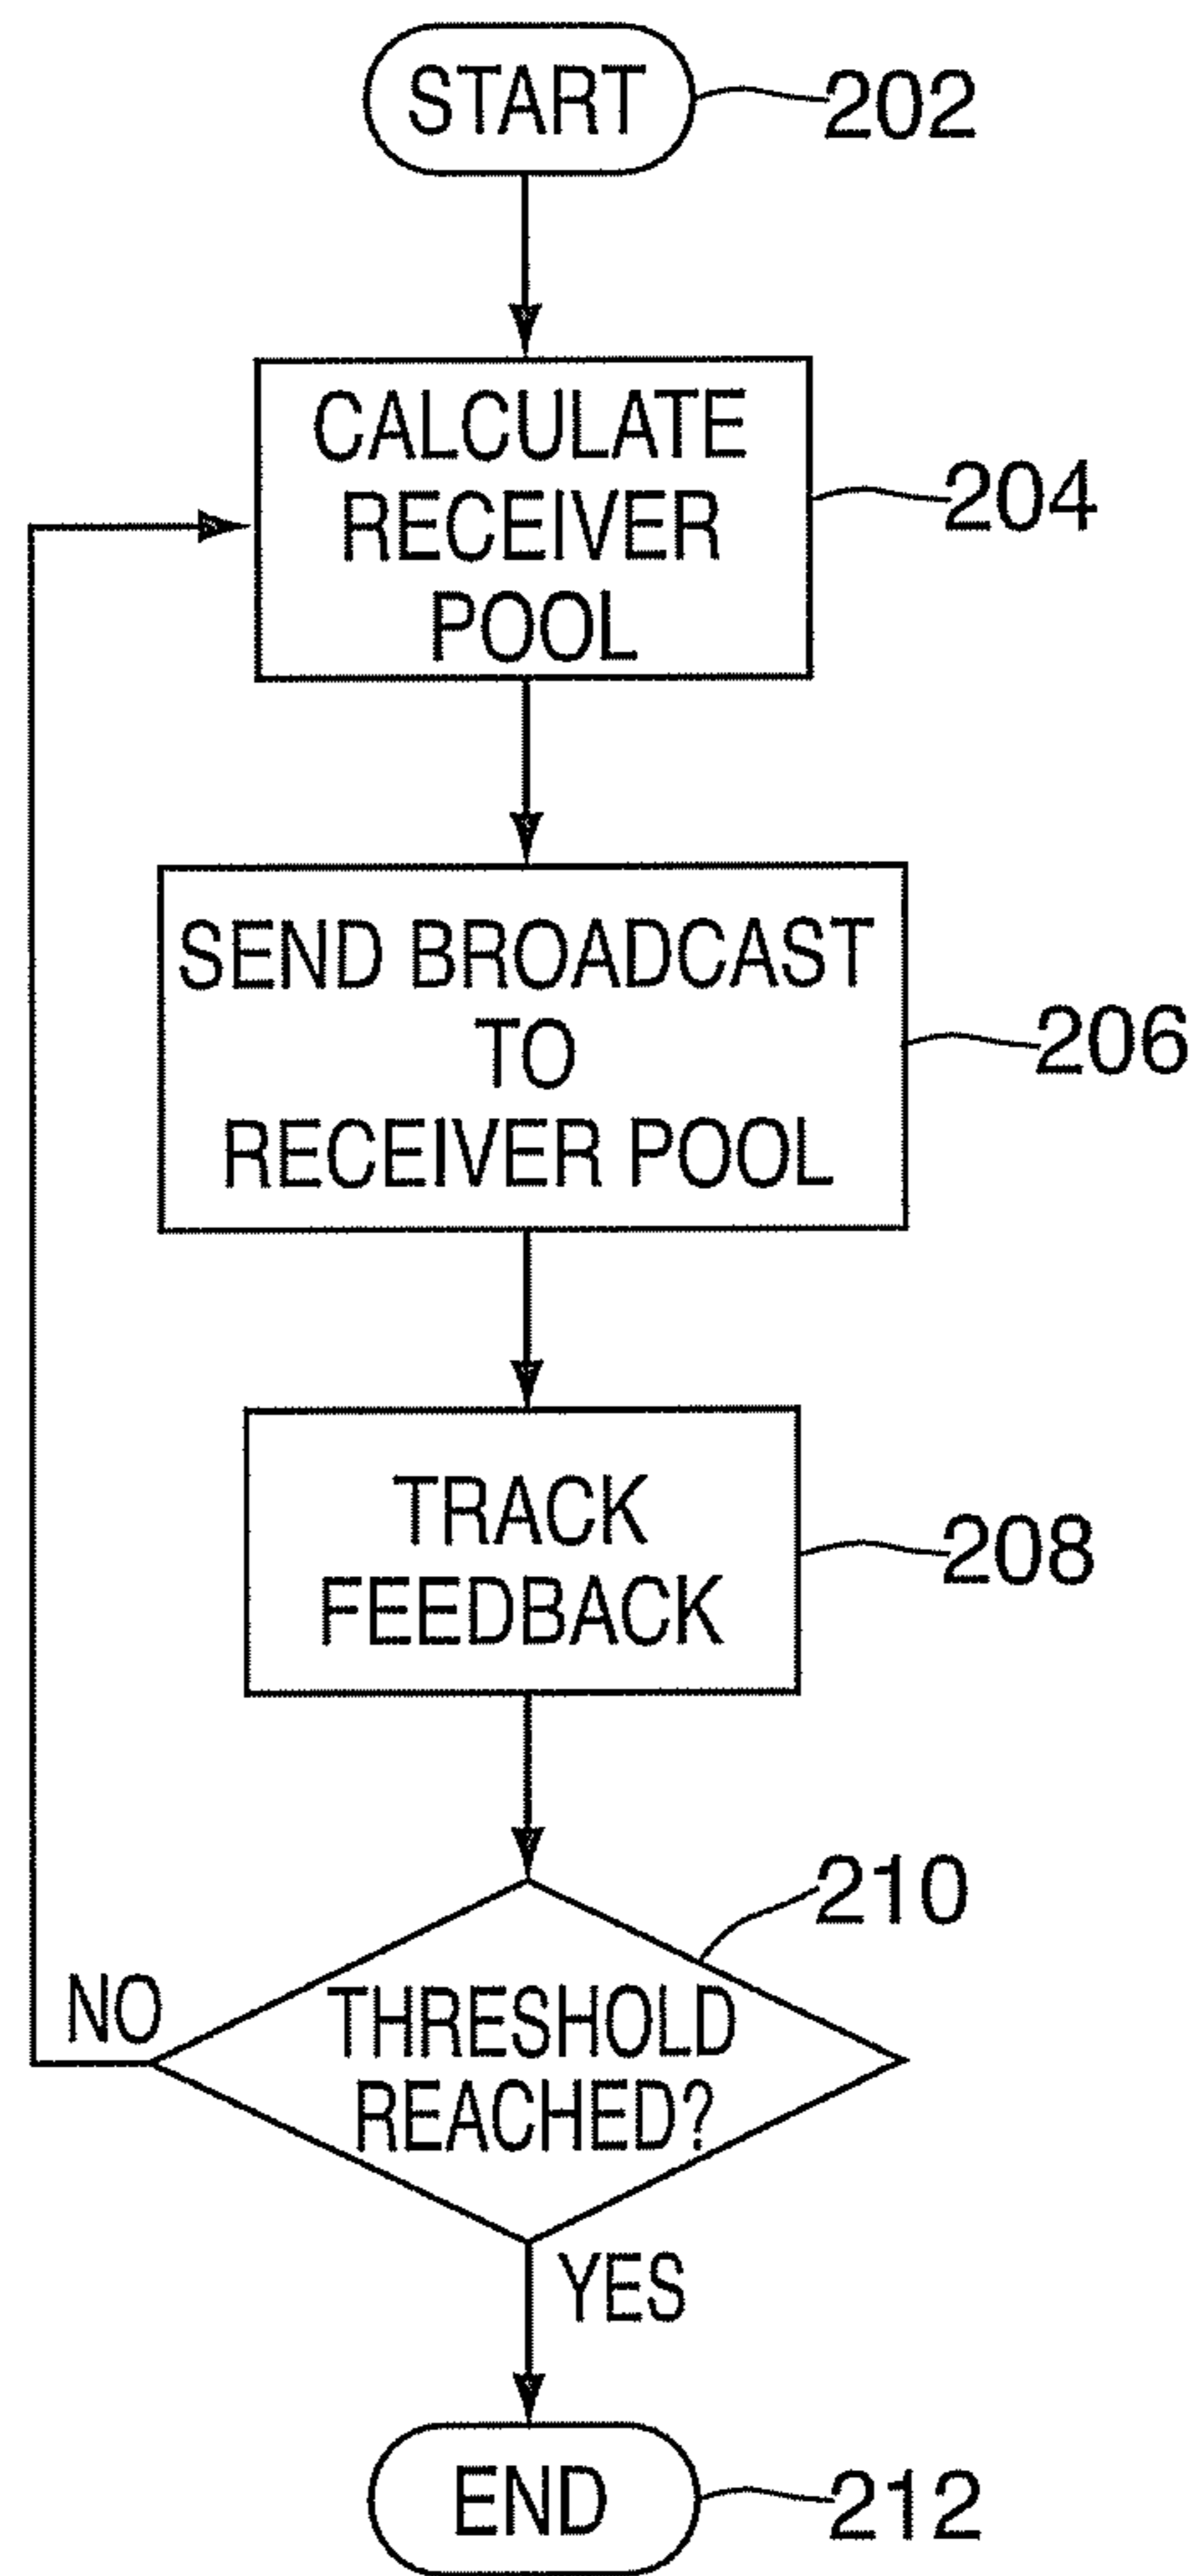 START
202
CALCULATE
RECEIVER
POOL
204
SEND BROADCAST
TO
RECEIVER POOL
206
TRACK
FEEDBACK
208
210
NO
THRESHOLD
REACHED?
YES
END
212